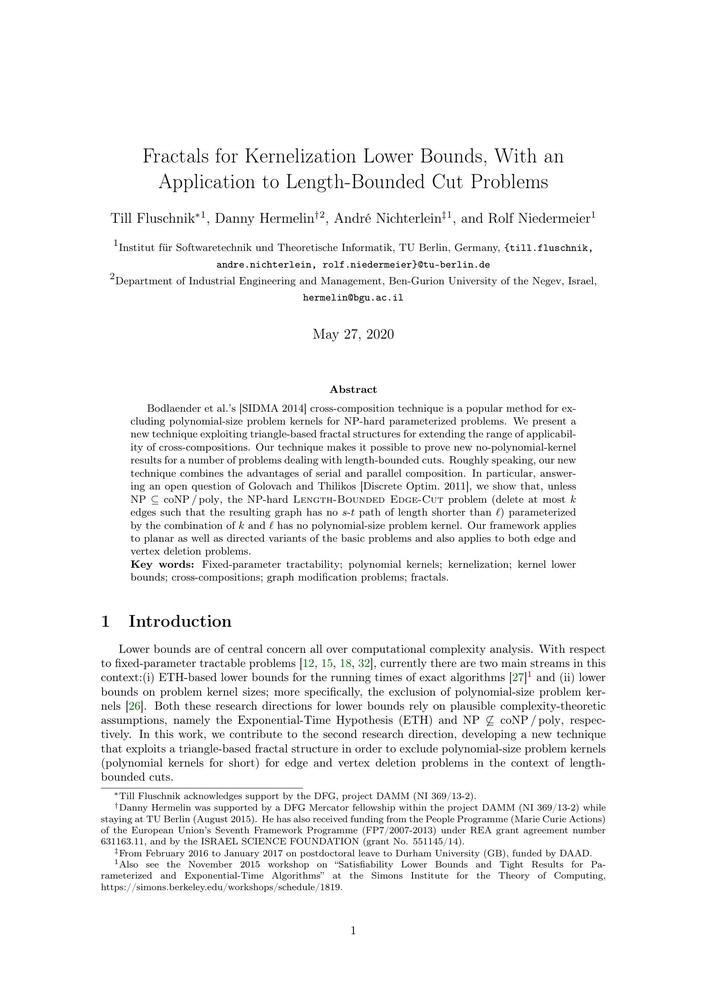 Fractals for Kernelization Lower Bounds, With an
Application to Length-Bounded Cut Problems
Till Fluschnik∗1, Danny Hermelin†2, André Nichterlein‡1, and Rolf Niedermeier1
1Institut für Softwaretechnik und Theoretische Informatik, TU Berlin, Germany, {till.fluschnik,
andre.nichterlein, rolf.niedermeier}@tu-berlin.de
2Department of Industrial Engineering and Management, Ben-Gurion University of the Negev, Israel,
hermelin@bgu.ac.il
May 27, 2020
Abstract
Bodlaender et al.'s [SIDMA 2014] cross-composition technique is a popular method for ex-
cluding polynomial-size problem kernels for NP-hard parameterized problems. We present a
new technique exploiting triangle-based fractal structures for extending the range of applicabil-
ity of cross-compositions. Our technique makes it possible to prove new no-polynomial-kernel
results for a number of problems dealing with length-bounded cuts. Roughly speaking, our new
technique combines the advantages of serial and parallel composition. In particular, answer-
ing an open question of Golovach and Thilikos [Discrete Optim. 2011], we show that, unless
NP ⊆ coNP / poly, the NP-hard Length-Bounded Edge-Cut problem (delete at most k
edges such that the resulting graph has no s-t path of length shorter than ℓ) parameterized
by the combination of k and ℓ has no polynomial-size problem kernel. Our framework applies
to planar as well as directed variants of the basic problems and also applies to both edge and
vertex deletion problems.
Key words: Fixed-parameter tractability; polynomial kernels; kernelization; kernel lower
bounds; cross-compositions; graph modification problems; fractals.
1 Introduction
Lower bounds are of central concern all over computational complexity analysis. With respect
to fixed-parameter tractable problems [12, 15, 18, 32], currently there are two main streams in this
context:(i) ETH-based lower bounds for the running times of exact algorithms [27]1 and (ii) lower
bounds on problem kernel sizes; more specifically, the exclusion of polynomial-size problem ker-
nels [26]. Both these research directions for lower bounds rely on plausible complexity-theoretic
assumptions, namely the Exponential-Time Hypothesis (ETH) and NP ⊈ coNP / poly, respec-
tively. In this work, we contribute to the second research direction, developing a new technique
that exploits a triangle-based fractal structure in order to exclude polynomial-size problem kernels
(polynomial kernels for short) for edge and vertex deletion problems in the context of length-
bounded cuts.
∗Till Fluschnik acknowledges support by the DFG, project DAMM (NI 369/13-2).
†Danny Hermelin was supported by a DFG Mercator fellowship within the project DAMM (NI 369/13-2) while
staying at TU Berlin (August 2015). He has also received funding from the People Programme (Marie Curie Actions)
of the European Union's Seventh Framework Programme (FP7/2007-2013) under REA grant agreement number
631163.11, and by the ISRAEL SCIENCE FOUNDATION (grant No. 551145/14).
‡From February 2016 to January 2017 on postdoctoral leave to Durham University (GB), funded by DAAD.
1Also see the November 2015 workshop on "Satisfiability Lower Bounds and Tight Results for Pa-
rameterized and Exponential-Time Algorithms" at the Simons Institute for the Theory of Computing,
https://simons.berkeley.edu/workshops/schedule/1819.
1